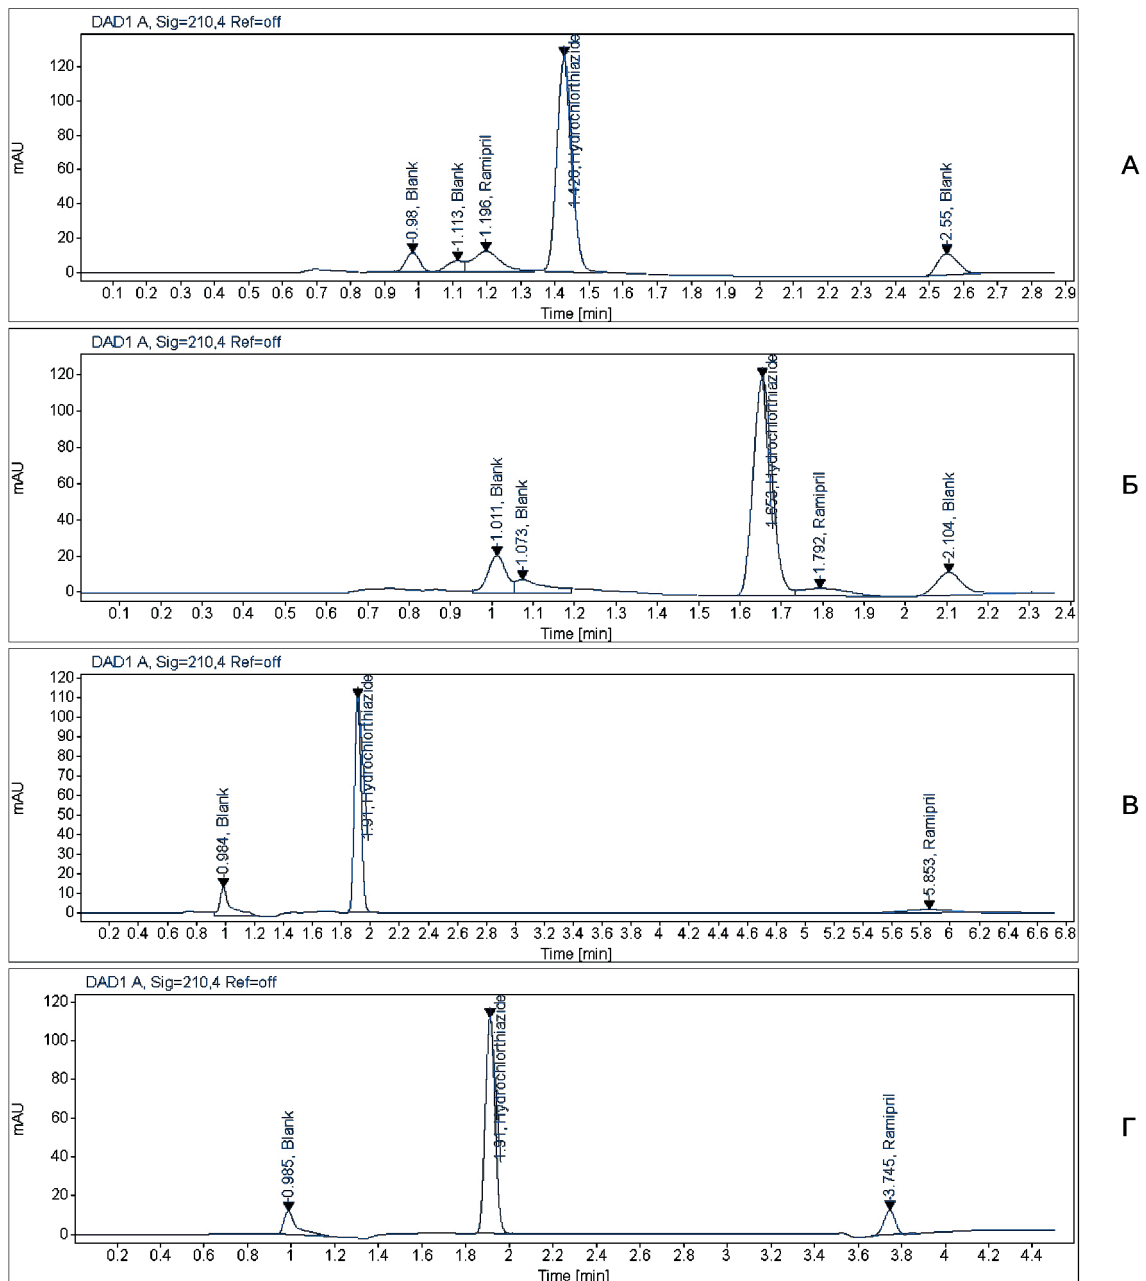 DAD1 A, Sig=210,4 Ref=off
mAU
120
100
80
60
40
20
0
0.98, Blank
1.113, Blank
1.196, Ramipril
1.426, Hydrochlorthiazide
2.55, Blank
0.1 0.2 0.3 0.4 0.5 0.6 0.7 0.8 0.9 1 1.1 1.2 1.3 1.4 1.5 1.6 1.7 1.8 1.9 2 2.1 2.2 2.3 2.4 2.5 2.6 2.7 2.8 2.9
Time [min]
А
DAD1 A, Sig=210,4 Ref=off
mAU
120
100
80
60
40
20
0
1.011, Blank
1.073, Blank
1.653, Hydrochlorthiazide
1.792, Ramipril
2.104, Blank
0.1 0.2 0.3 0.4 0.5 0.6 0.7 0.8 0.9 1 1.1 1.2 1.3 1.4 1.5 1.6 1.7 1.8 1.9 2 2.1 2.2 2.3 2.4
Time [min]
Б
DAD1 A, Sig=210,4 Ref=off
mAU
120
110
100
90
80
70
60
50
40
30
20
10
0
0.984, Blank
1.91, Hydrochlorthiazide
5.853, Ramipril
0.2 0.4 0.6 0.8 1 1.2 1.4 1.6 1.8 2 2.2 2.4 2.6 2.8 3 3.2 3.4 3.6 3.8 4 4.2 4.4 4.6 4.8 5 5.2 5.4 5.6 5.8 6 6.2 6.4 6.6 6.8
Time [min]
В
DAD1 A, Sig=210,4 Ref=off
mAU
120
100
80
60
40
20
0
0.985, Blank
1.91, Hydrochlorthiazide
3.745, Ramipril
0.2 0.4 0.6 0.8 1 1.2 1.4 1.6 1.8 2 2.2 2.4 2.6 2.8 3 3.2 3.4 3.6 3.8 4 4.2 4.4
Time [min]
Г